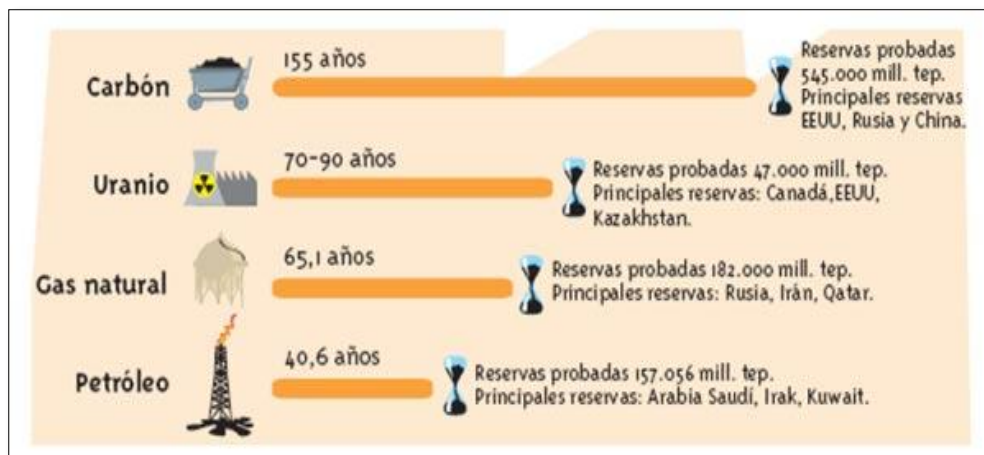 Carbón
155 años
Reservas probadas
545.000 mill. tep.
Principales reservas
EEUU, Rusia y China.
Uranio
70-90 años
Reservas probadas 47.000 mill. tep.
Principales reservas: Canadá,EEUU,
Kazakhstan.
Gas natural
65,1 años
Reservas probadas 182.000 mill. tep.
Principales reservas: Rusia, Irán, Qatar.
Petróleo
40,6 años
Reservas probadas 157.056 mill. tep.
Principales reservas: Arabia Saudí, Irak, Kuwait.